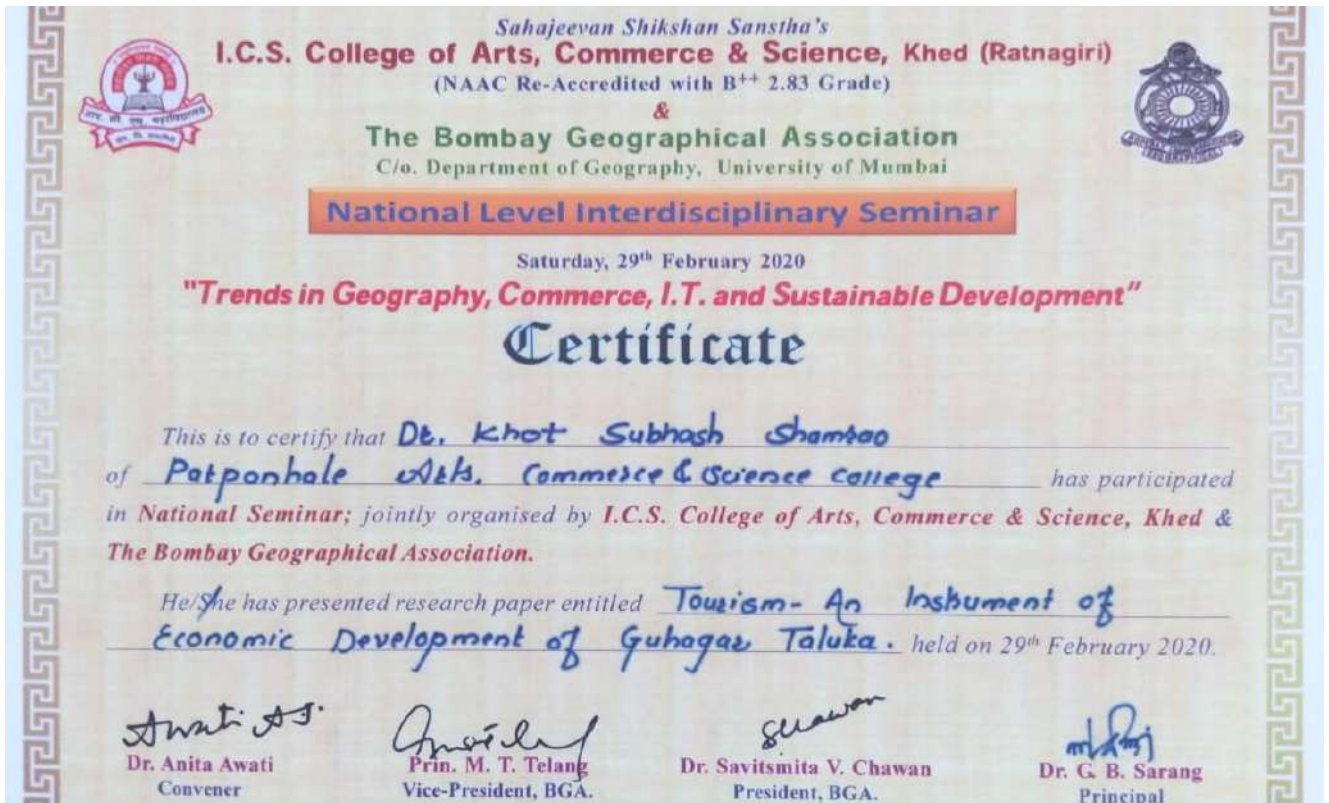 Sahajeevan Shikshan Sanstha's
I.C.S. College of Arts, Commerce & Science, Khed (Ratnagiri)
(NAAC Re-Accredited with B++ 2.83 Grade)
&
The Bombay Geographical Association
C/o. Department of Geography, University of Mumbai
National Level Interdisciplinary Seminar
Saturday, 29th February 2020
"Trends in Geography, Commerce, I.T. and Sustainable Development"
Certificate
This is to certify that Dr. Khot Subhash Shamrao
of Patponhale Arts, Commerce & Science College has participated
in National Seminar; jointly organised by I.C.S. College of Arts, Commerce & Science, Khed &
The Bombay Geographical Association.
He/She has presented research paper entitled Tourism- An Instrument of
Economic Development of Guhagar Taluka. held on 29th February 2020.
Awati AS.
Dr. Anita Awati
Convener
Prin. M. T. Telang
Vice-President, BGA.
Dr. Savitsmita V. Chawan
President, BGA.
Dr. G. B. Sarang
Principal